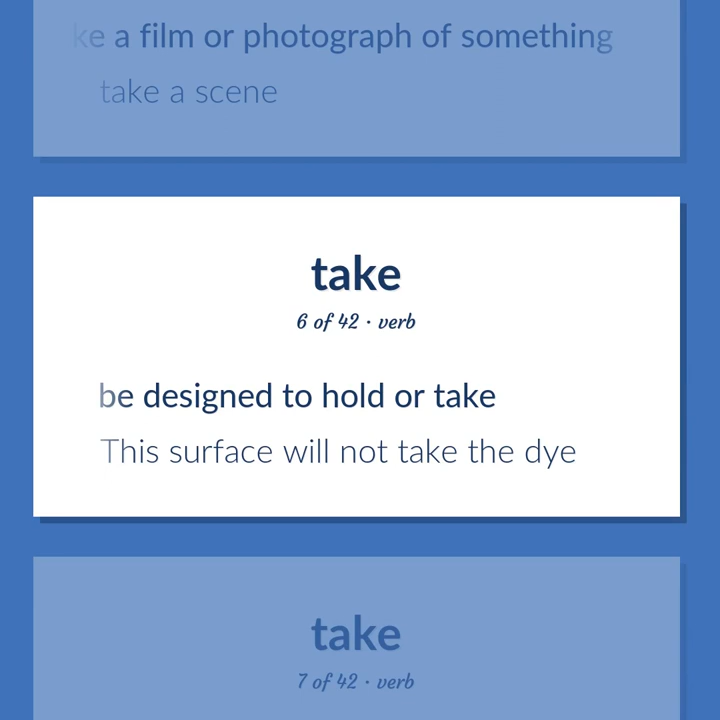 ke a film or photograph of something
take a scene
take
6 of 42 · verb
be designed to hold or take
This surface will not take the dye
take
7 of 42 · verb